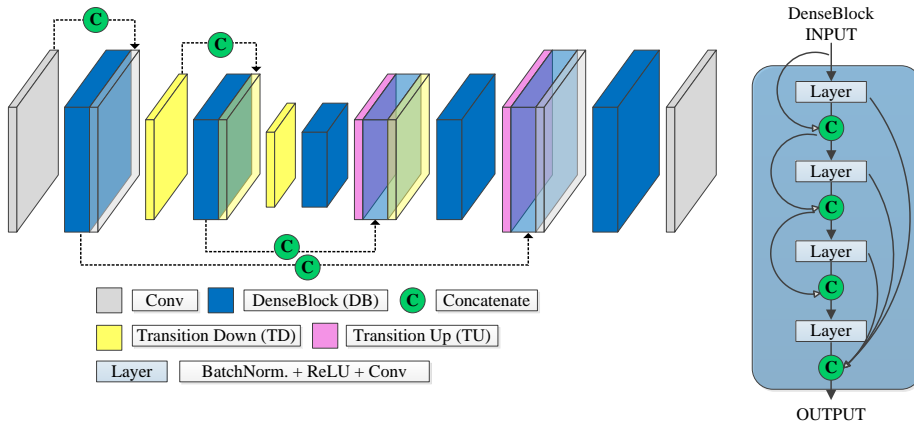 C
C
C
C
Conv
DenseBlock (DB)
C
Concatenate
Transition Down (TD)
Transition Up (TU)
Layer
BatchNorm. + ReLU + Conv
DenseBlock
INPUT
Layer
C
Layer
C
Layer
C
Layer
C
OUTPUT